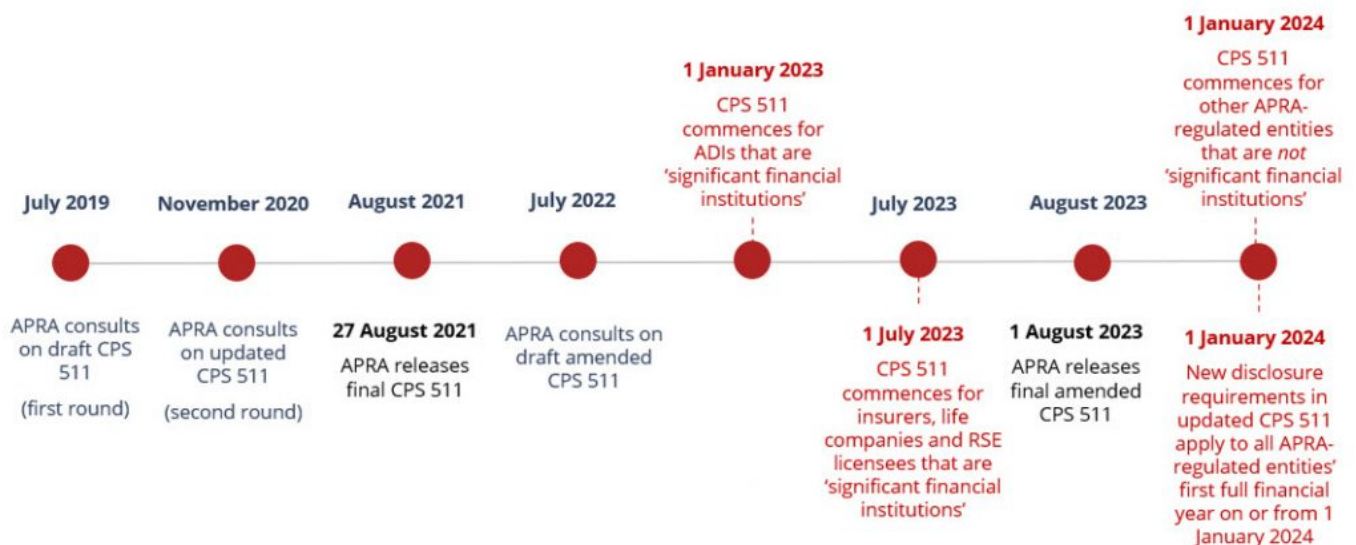 July 2019
APRA consults
on draft CPS
511
(first round)
November 2020
APRA consults
on updated
CPS 511
(second round)
August 2021
27 August 2021
APRA releases
final CPS 511
July 2022
APRA consults on
draft amended
CPS 511
1 January 2023
CPS 511
commences for
ADIs that are
‘significant financial
institutions’
July 2023
1 July 2023
CPS 511
commences for
insurers, life
companies and RSE
licensees that are
‘significant financial
institutions’
August 2023
1 August 2023
APRA releases
final amended
CPS 511
1 January 2024
CPS 511
commences for
other APRA-
regulated entities
that are not
‘significant financial
institutions’
1 January 2024
New disclosure
requirements in
updated CPS 511
apply to all APRA-
regulated entities’
first full financial
year on or from 1
January 2024